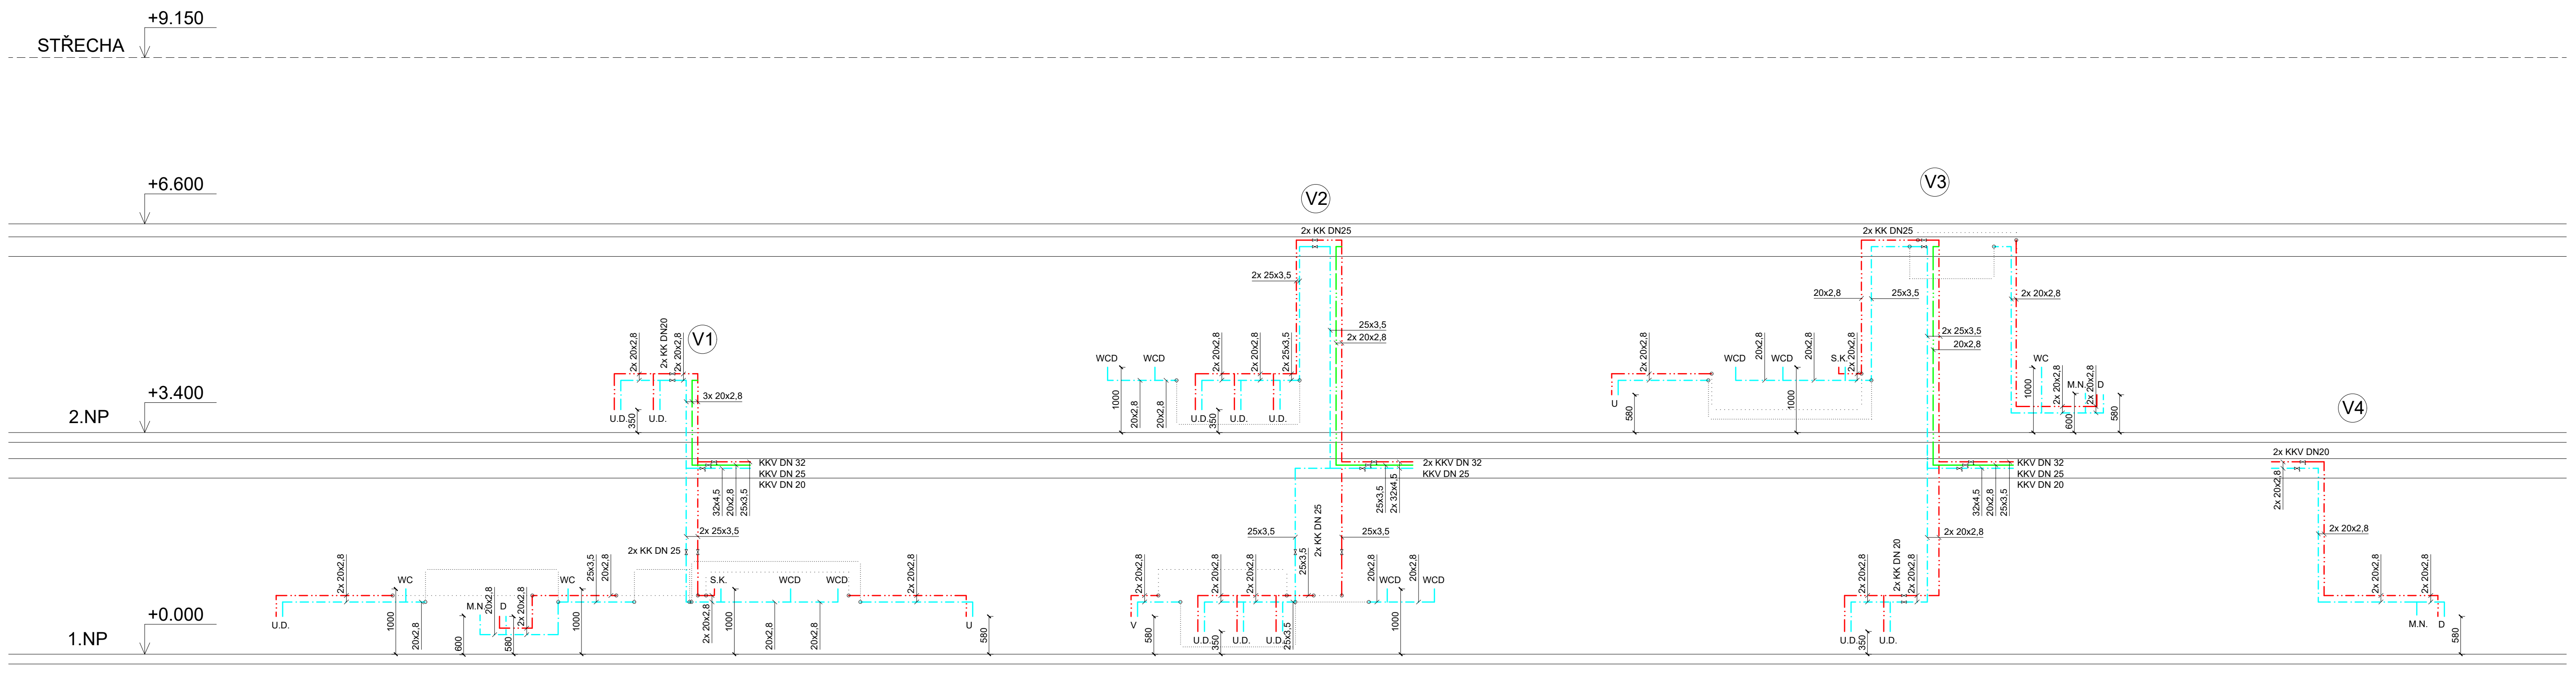 +9.150
STŘECHA
+6.600
V3
V2
2x KK DN25
2x KK DN25
2x 25x3,5
20x2,8
25x3,5
2x 20x2,8
25x3,5
2x 20x2,8
2x 25x3,5
20x2,8
V1
2x 20x2,8
2x KK DN20
2x 20x2,8
WCD
WCD
2x 20x2,8
2x 20x2,8
2x 25x3,5
2x 20x2,8
WCD
20x2,8
WCD
20x2,8
S.K.
2x 20x2,8
WC
+3.400
2.NP
3x 20x2,8
U.D.
350
U.D.
1000
20x2,8
20x2,8
U.D.
350
U.D.
U.D.
U
580
1000
1000
2x 20x2,8
M.N.
600
2x 20x2,8
D
580
V4
KKV DN 32
KKV DN 25
KKV DN 20
32x4,5
20x2,8
25x3,5
2x KKV DN 32
KKV DN 25
25x3,5
2x 32x4,5
KKV DN 32
KKV DN 25
KKV DN 20
32x4,5
20x2,8
25x3,5
2x KKV DN20
2x 20x2,8
2x 25x3,5
2x KK DN 25
25x3,5
2x KK DN 25
25x3,5
25x3,5
2x KK DN 20
2x 20x2,8
2x 20x2,8
2x 20x2,8
WC
25x3,5
20x2,8
WC
S.K.
WCD
WCD
2x 20x2,8
2x 20x2,8
2x 20x2,8
2x 20x2,8
20x2,8
WCD
20x2,8
WCD
2x 20x2,8
2x 20x2,8
2x 20x2,8
2x 20x2,8
+0.000
1.NP
U.D.
1000
20x2,8
600
M.N.
20x2,8
D
580
2x 20x2,8
1000
2x 20x2,8
1000
20x2,8
20x2,8
U
580
V
580
U.D.
350
U.D.
U.D.
25x3,5
1000
U.D.
350
U.D.
M.N.
D
580